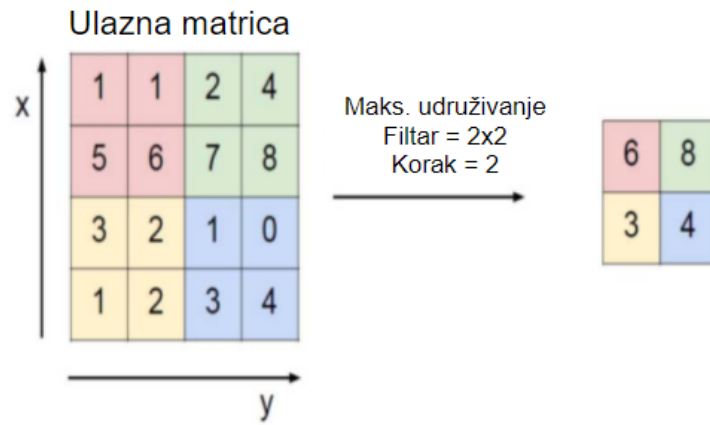 Ulazna matrica
x
1 1 2 4
5 6 7 8
3 2 1 0
1 2 3 4
y
Maks. udruživanje
Filtar = 2x2
Korak = 2
6 8
3 4